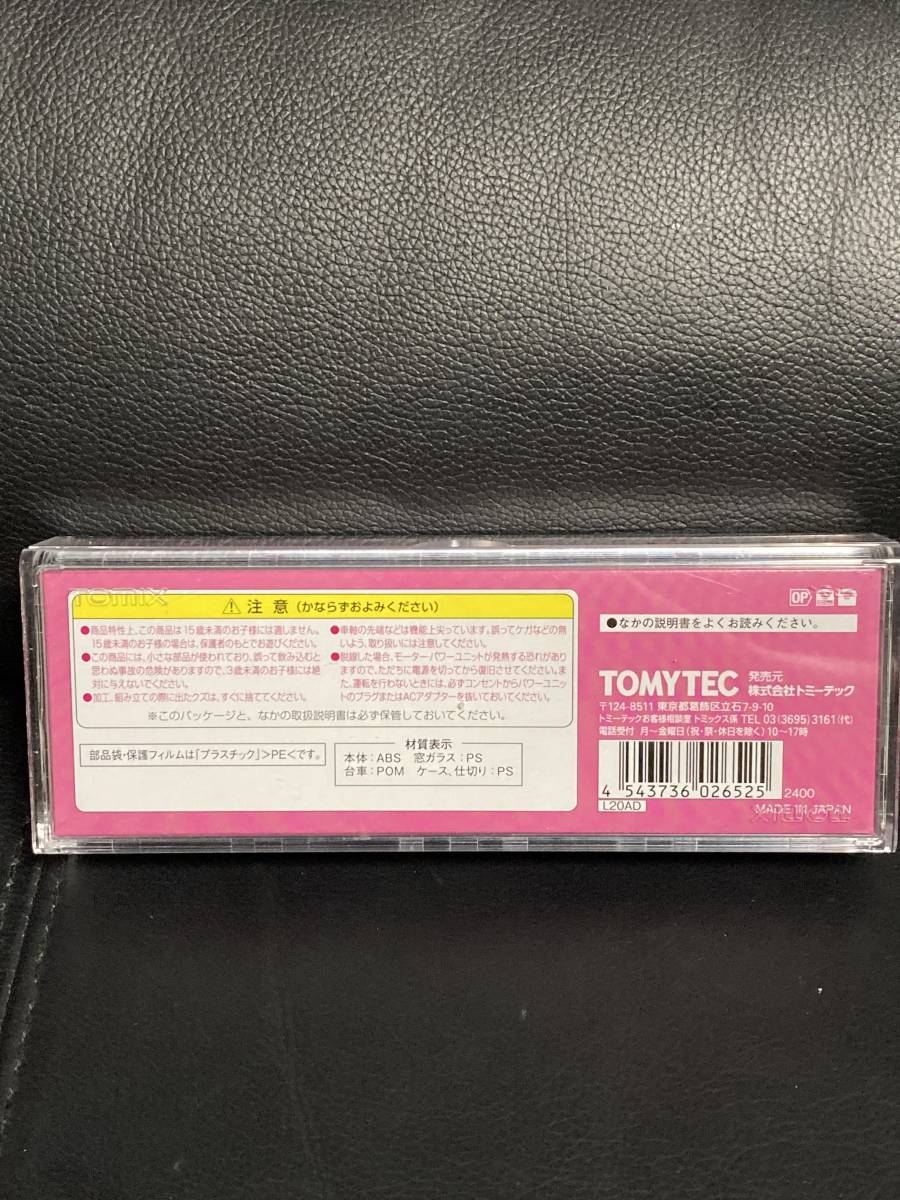 TOMIX
⚠ 注意 (かならずおよみください)
●商品特性上、この商品は15歳未満のお子様には適しません。
15歳未満のお子様の場合は、保護者のもとでお遊びください。
●この商品には、小さな部品が使われており、誤って飲み込むと
思わぬ事故の危険がありますので、3歳未満のお子様には絶
対に与えないでください。
●加工、組み立ての際に出たクズは、すぐに捨ててください。
●車軸の先端などは機能上尖っています。誤ってケガなどの無
いよう、取り扱いには注意してください。
●脱線した場合、モーターパワーユニットが発熱する恐れがあり
ますので、ただちに電源を切ってから復旧させてください。ま
た、運転を行わないときには、必ずコンセントからパワーユニッ
トのプラグまたはACアダプターを抜いておいてください。
※このパッケージと、なかの取扱説明書は必ず保管しておいてください。
部品袋・保護フィルムは「プラスチック」>PE<です。
材質表示
本体:ABS 窓ガラス:PS
台車:POM ケース、仕切り:PS
OP
●なかの説明書をよくお読みください。
TOMYTEC 発売元 株式会社トミーテック
〒124-8511 東京都葛飾区立石7-9-10
トミーテックお客様相談室 トミックス係 TEL 03(3695)3161(代)
電話受付 月〜金曜日(祝・祭・休日を除く)10〜17時
4 543736 026525
2400
L20AD
MADE IN JAPAN
TOMIX